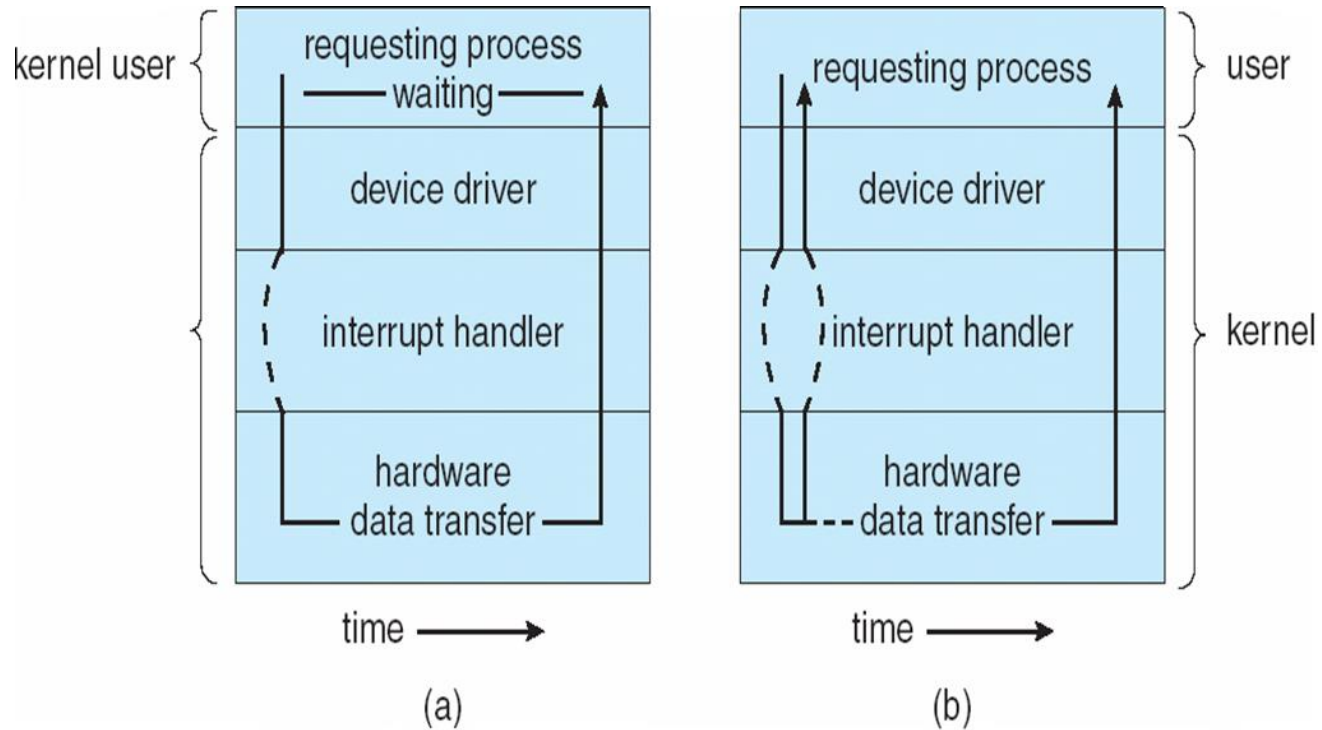 kernel user
requesting process
waiting
device driver
interrupt handler
hardware
data transfer
time
(a)
requesting process
user
device driver
interrupt handler
kernel
hardware
data transfer
time
(b)